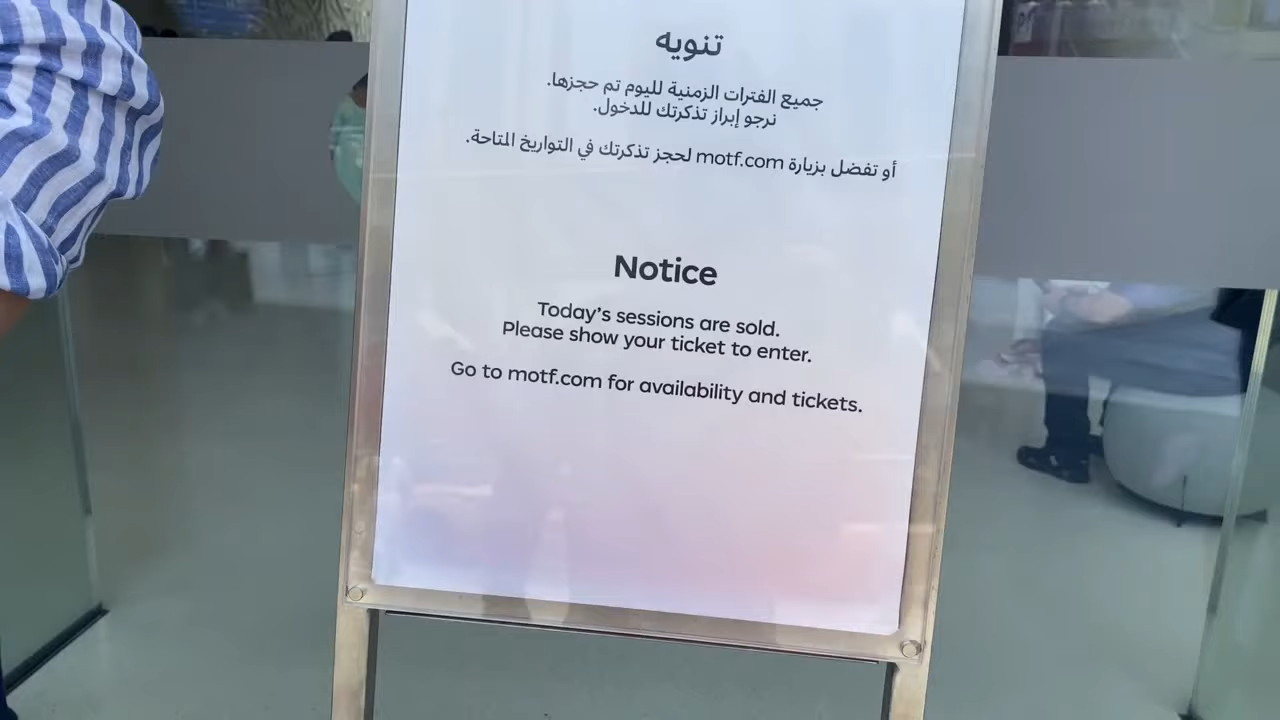 تنويه
جميع الفترات الزمنية لليوم تم حجزها.
نرجو إبراز تذكرتك للدخول.
أو تفضل بزيارة motf.com لحجز تذكرتك في التواريخ المتاحة.
Notice
Today's sessions are sold.
Please show your ticket to enter.
Go to motf.com for availability and tickets.